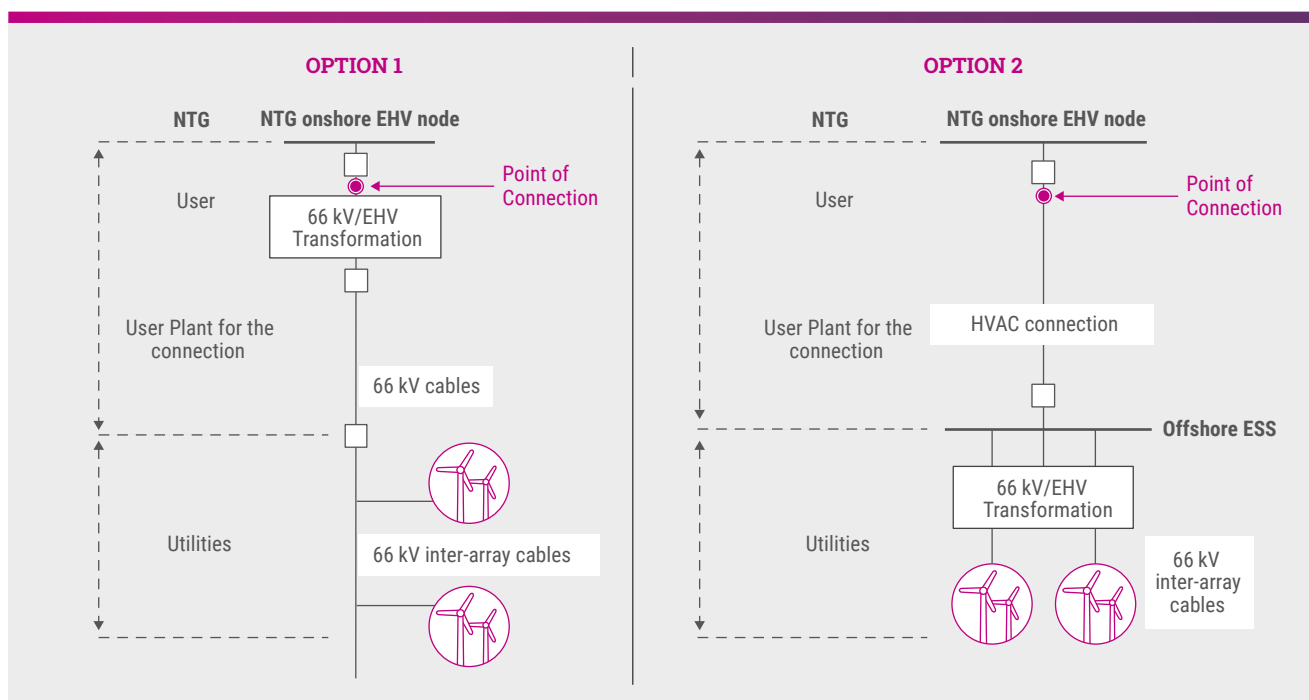 OPTION 1
NTG
NTG onshore EHV node
Point of
Connection
User
66 kV/EHV
Transformation
User Plant for the
connection
66 kV cables
Utilities
66 kV inter-array cables
OPTION 2
NTG
NTG onshore EHV node
Point of
Connection
User
User Plant for the
connection
HVAC connection
Offshore ESS
66 kV/EHV
Transformation
Utilities
66 kV
inter-array
cables